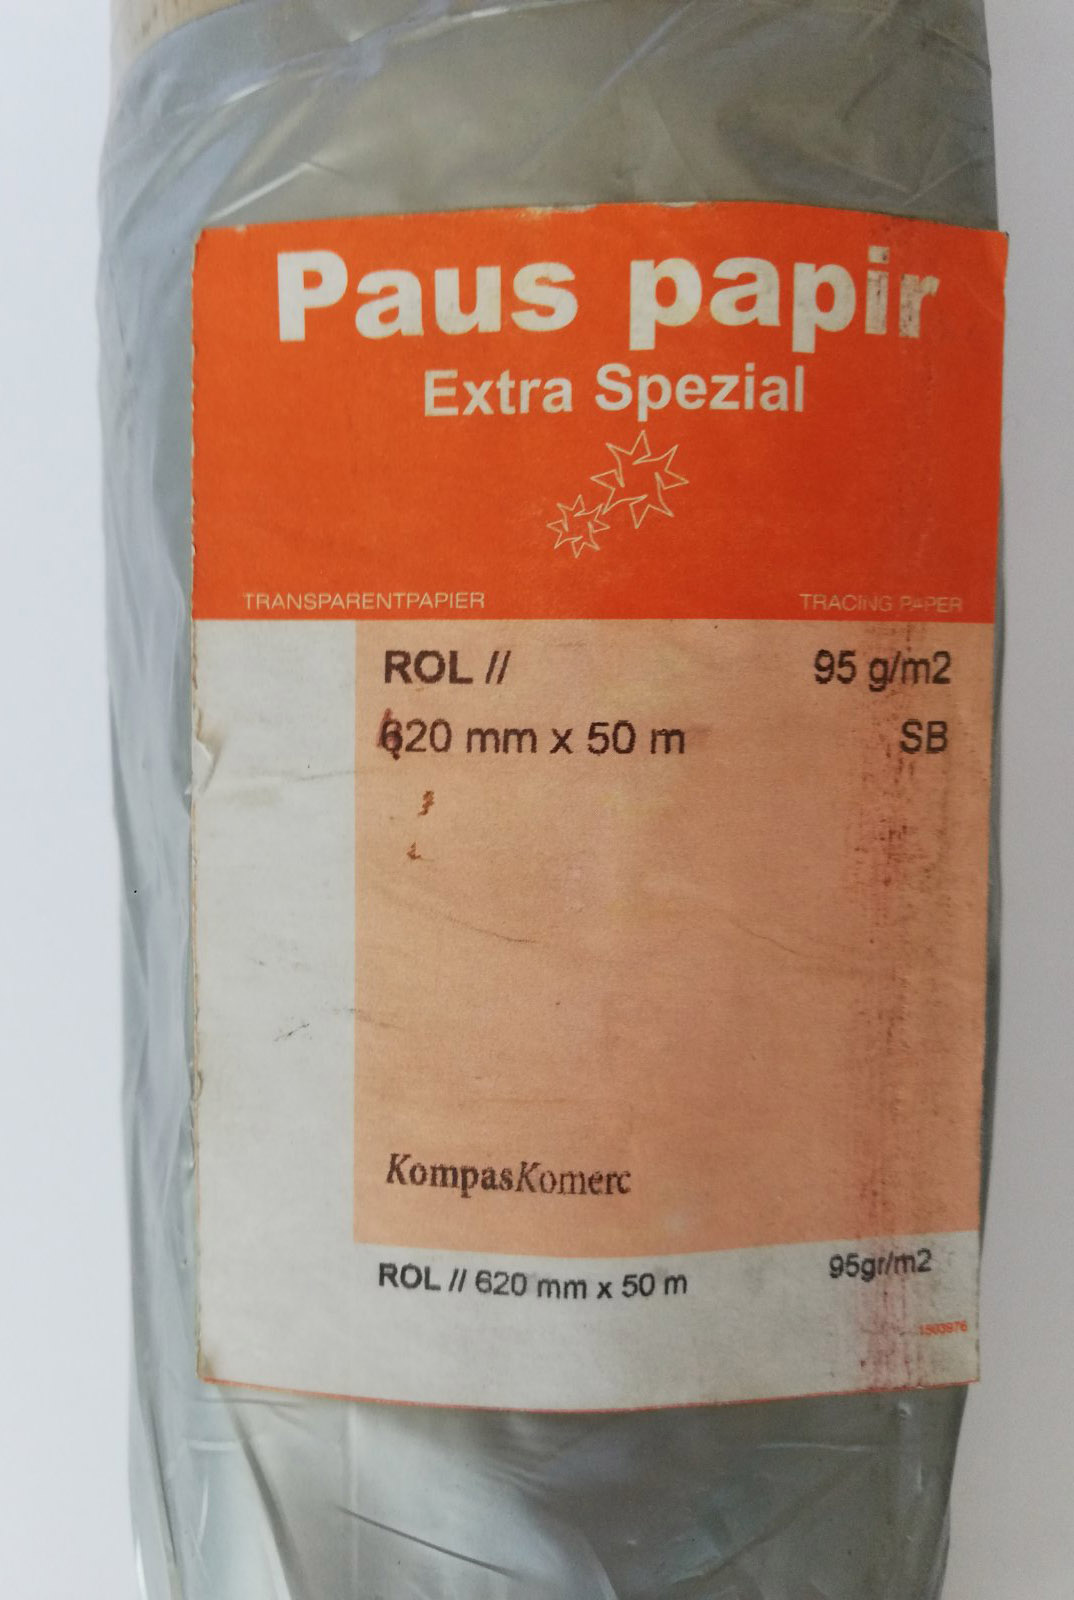 Paus papir
Extra Spezial
TRANSPARENTPAPIER TRACING PAPER
ROL // 95 g/m2
620 mm x 50 m SB
KompasKomerc
ROL // 620 mm x 50 m 95gr/m2